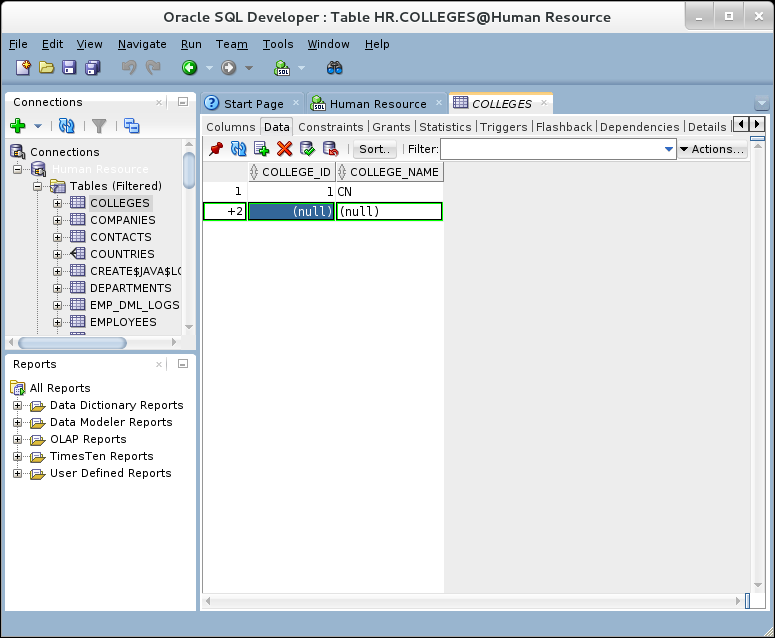 Oracle SQL Developer : Table HR.COLLEGES@Human Resource
File Edit View Navigate Run Team Tools Window Help
Connections
Start Page
Human Resource
COLLEGES
Columns Data Constraints Grants Statistics Triggers Flashback Dependencies Details
Sort.. Filter: Actions...
COLLEGE_ID COLLEGE_NAME
1 1 CN
+2 (null) (null)
Connections
Human Resource
Tables (Filtered)
COLLEGES
COMPANIES
CONTACTS
COUNTRIES
CREATE$JAVA$LO
DEPARTMENTS
EMP_DML_LOGS
EMPLOYEES
Reports
All Reports
Data Dictionary Reports
Data Modeler Reports
OLAP Reports
TimesTen Reports
User Defined Reports